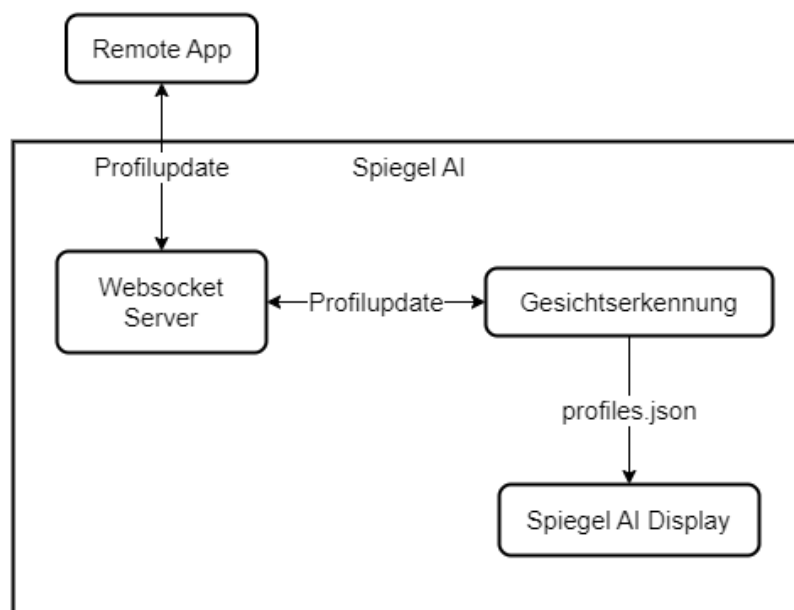 Remote App
Profilupdate
Spiegel AI
Websocket
Server
Profilupdate
Gesichtserkennung
profiles.json
Spiegel AI Display